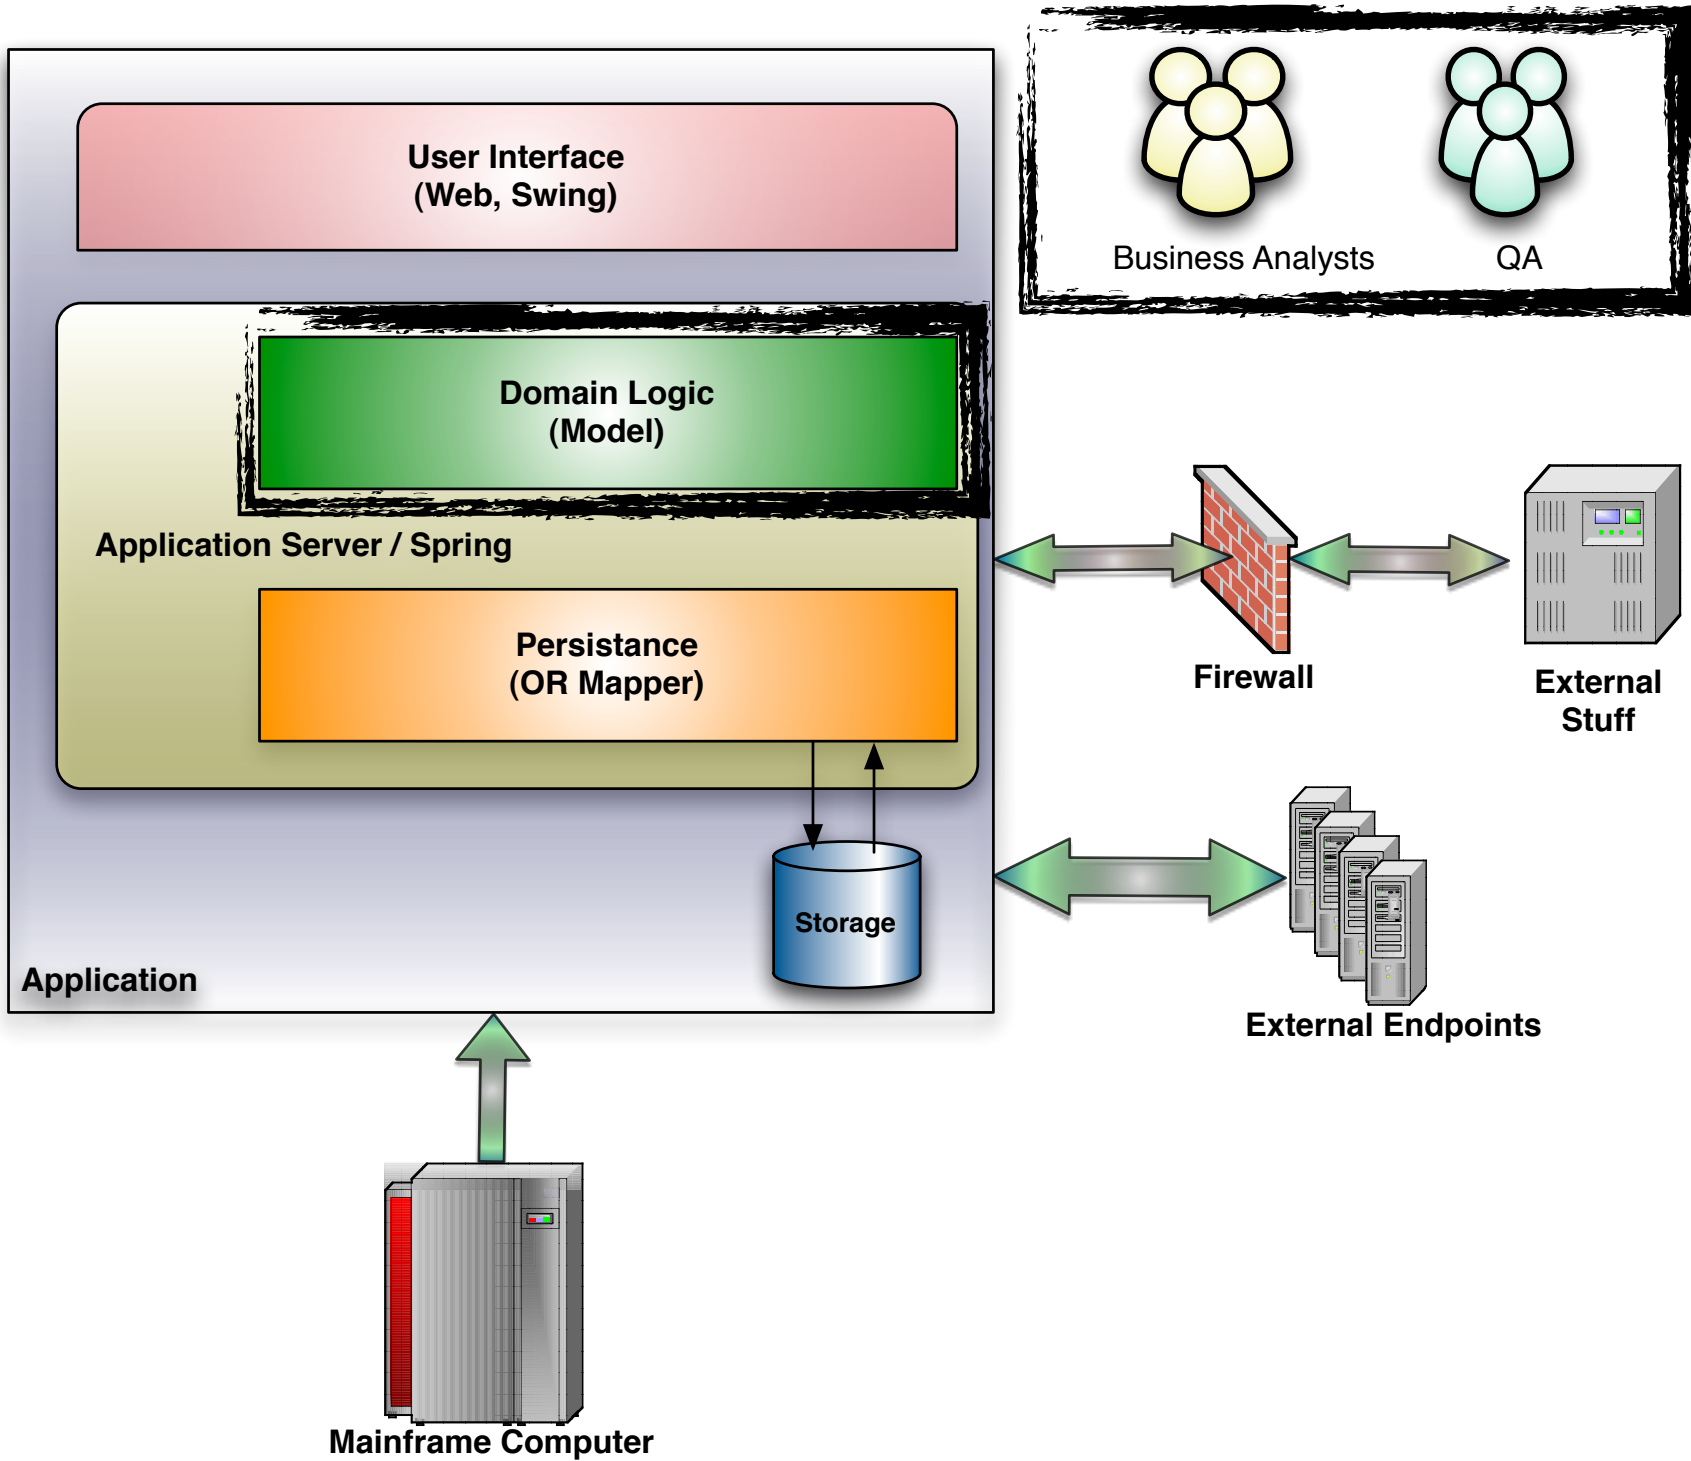 User Interface
(Web, Swing)
Business Analysts
QA
Domain Logic
(Model)
Application Server / Spring
Persistance
(OR Mapper)
Firewall
External
Stuff
Storage
Application
External Endpoints
Mainframe Computer